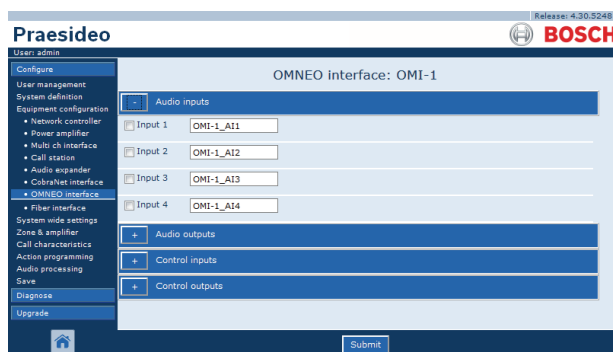 Release: 4.30.5248
Praesideo
BOSCH
User: admin
Configure
User management
System definition
Equipment configuration
• Network controller
• Power amplifier
• Multi ch interface
• Call station
• Audio expander
• CobraNet interface
• OMNEO interface
• Fiber interface
System wide settings
Zone & amplifier
Call characteristics
Action programming
Audio processing
Save
Diagnose
Upgrade
OMNEO interface: OMI-1
- Audio inputs
Input 1 OMI-1_AI1
Input 2 OMI-1_AI2
Input 3 OMI-1_AI3
Input 4 OMI-1_AI4
+ Audio outputs
+ Control inputs
+ Control outputs
Submit